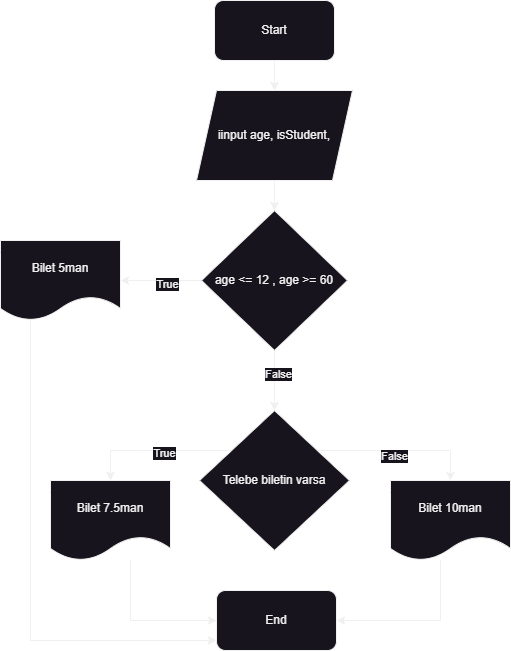 Start
iinput age, isStudent,
age <= 12 , age >= 60
Bilet 5man
True
False
Telebe biletin varsa
True
False
Bilet 7.5man
Bilet 10man
End